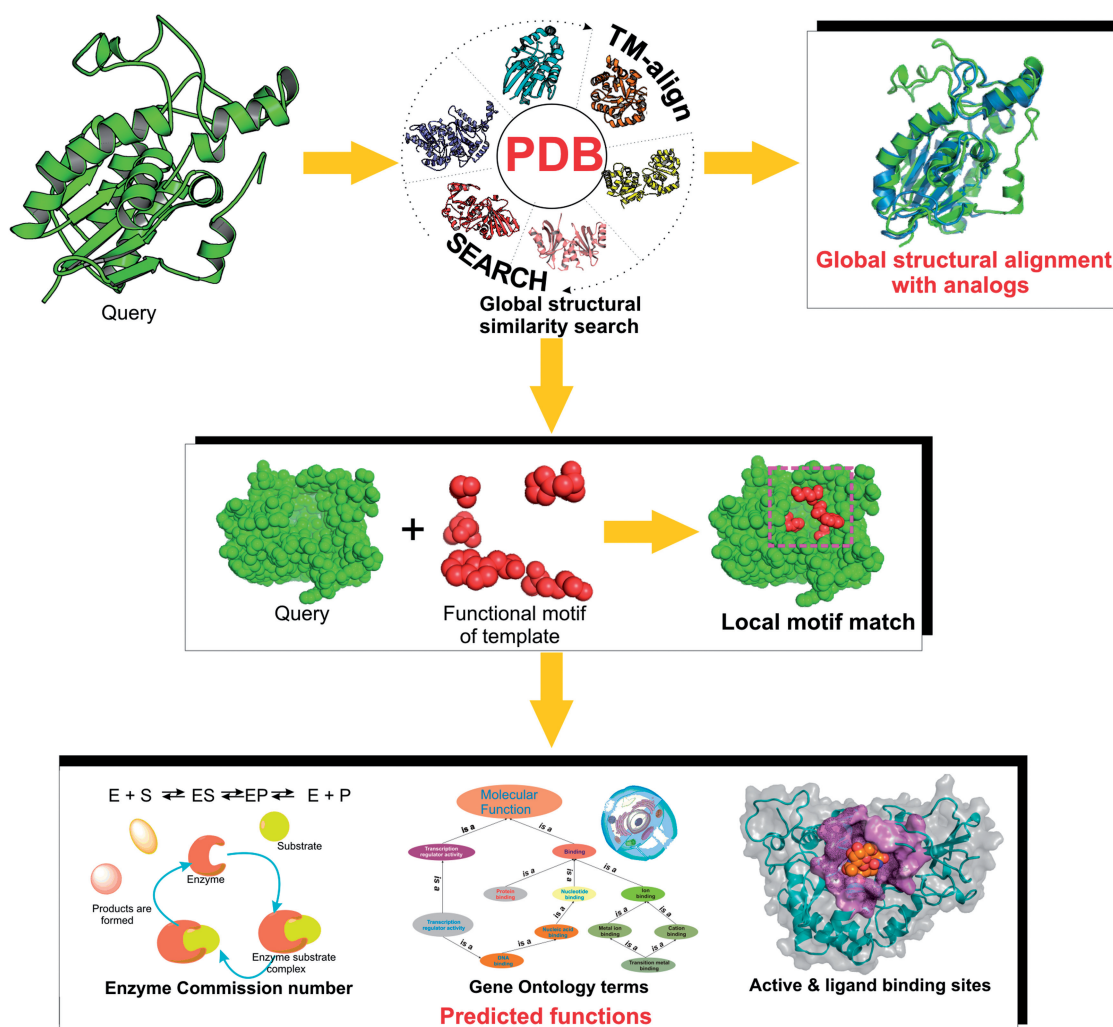 Query
TM-align
PDB
SEARCH
Global structural
similarity search
Global structural alignment
with analogs
+
Query
Functional motif
of template
Local motif match
E + S ⇌ ES ⇌EP⇌ E + P
Substrate
Enzyme
Products are
formed
Enzyme substrate
complex
Enzyme Commission number
Molecular
Function
is a
is a
Transcription
regulator activity
Binding
is a
is a
is a
is a
Protein
binding
Nucleotide
binding
Ion
binding
is a
is a
is a
Transcription
regulator activity
Nucleic acid
binding
Metal ion
binding
Cation
binding
is a
is a
is a
is a
DNA
binding
Transition metal
binding
Gene Ontology terms
Active & ligand binding sites
Predicted functions